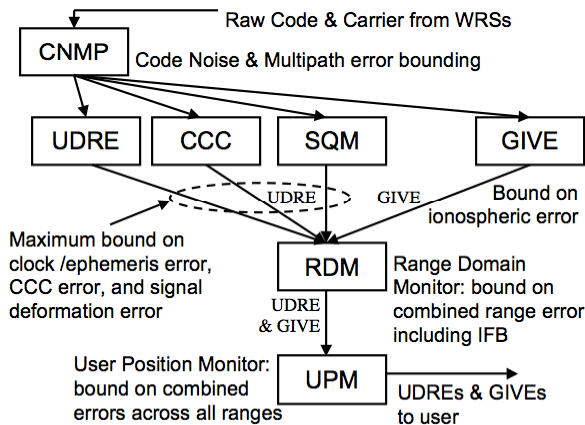 Raw Code & Carrier from WRSs
CNMP
Code Noise & Multipath error bounding
UDRE
CCC
SQM
GIVE
UDRE
GIVE
Bound on
ionospheric error
Maximum bound on
clock /ephemeris error,
CCC error, and signal
deformation error
RDM
Range Domain
Monitor: bound on
combined range error
including IFB
UDRE
& GIVE
User Position Monitor:
bound on combined
errors across all ranges
UPM
UDREs & GIVEs
to user